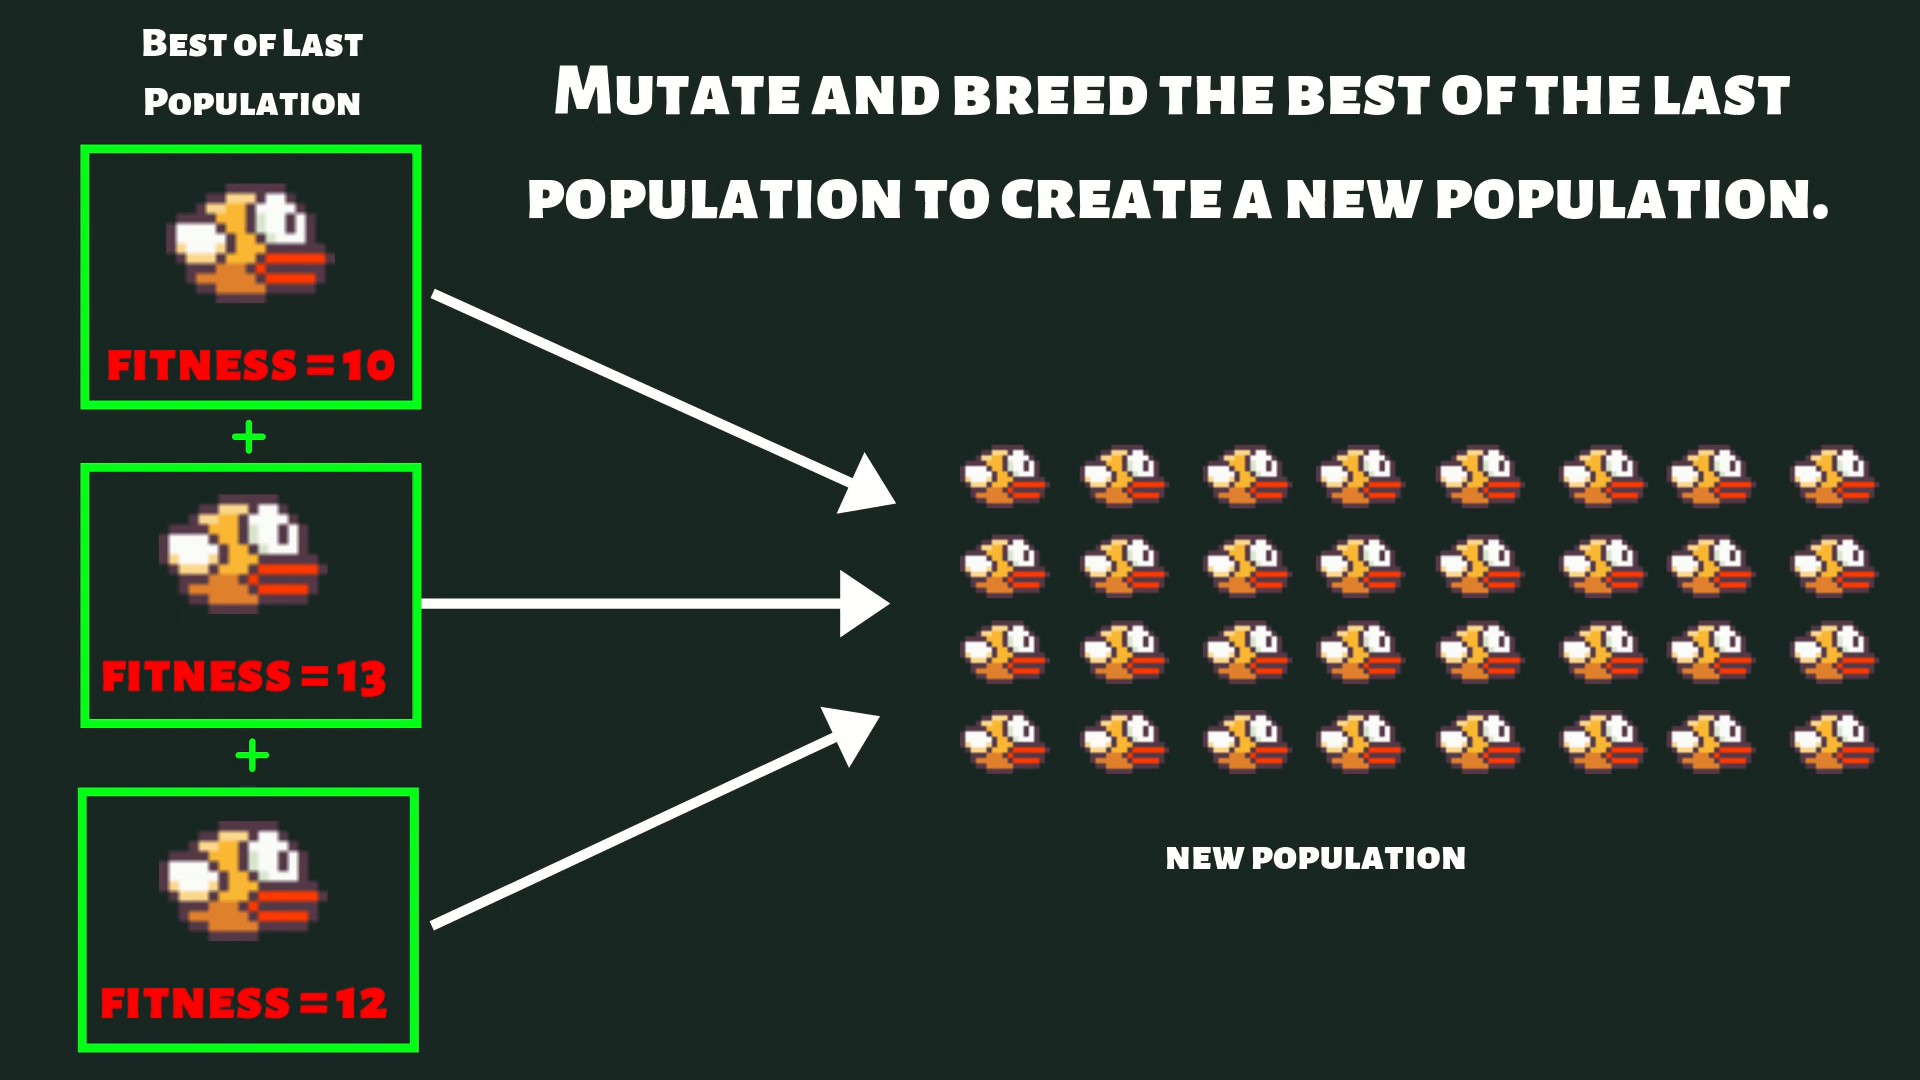 Best of Last
Population
Mutate and breed the best of the last
population to create a new population.
FITNESS = 10
+
FITNESS = 13
+
FITNESS = 12
NEW POPULATION